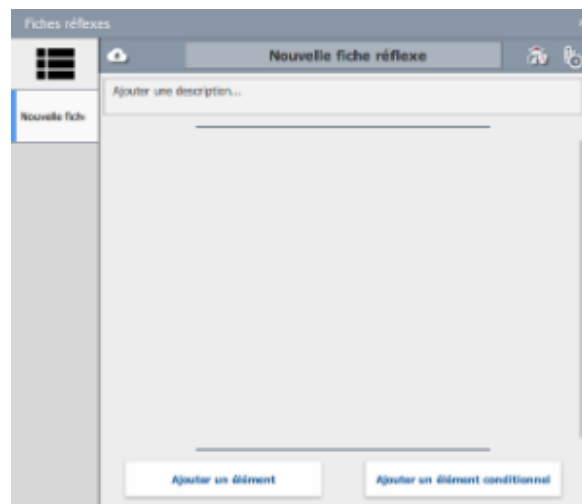 Fiches réflexes
Nouvelle fiche réflexe
Ajouter une description...
Nouvelle fich
Ajouter un élément
Ajouter un élément conditionnel